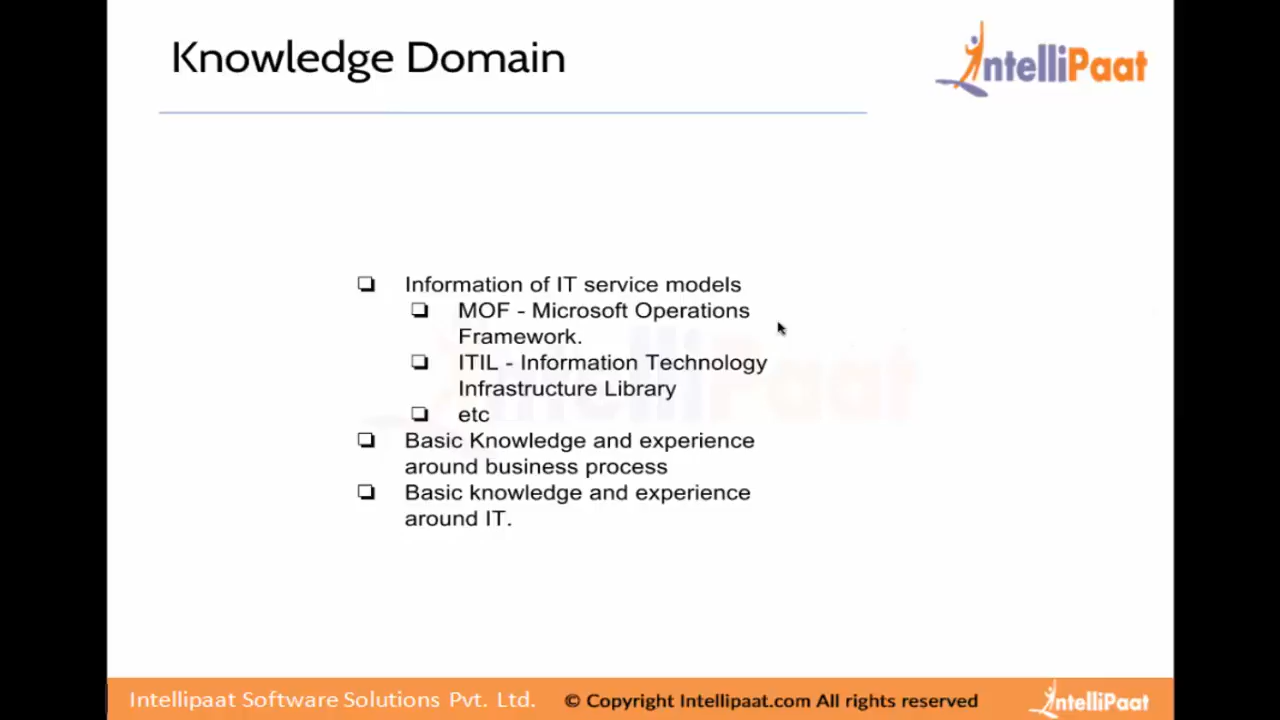 Knowledge Domain
IntelliPaat
❏ Information of IT service models
❏ MOF - Microsoft Operations
Framework.
❏ ITIL - Information Technology
Infrastructure Library
❏ etc
❏ Basic Knowledge and experience
around business process
❏ Basic knowledge and experience
around IT.
IntelliPaat
Intellipaat Software Solutions Pvt. Ltd.
© Copyright Intellipaat.com All rights reserved
IntelliPaat